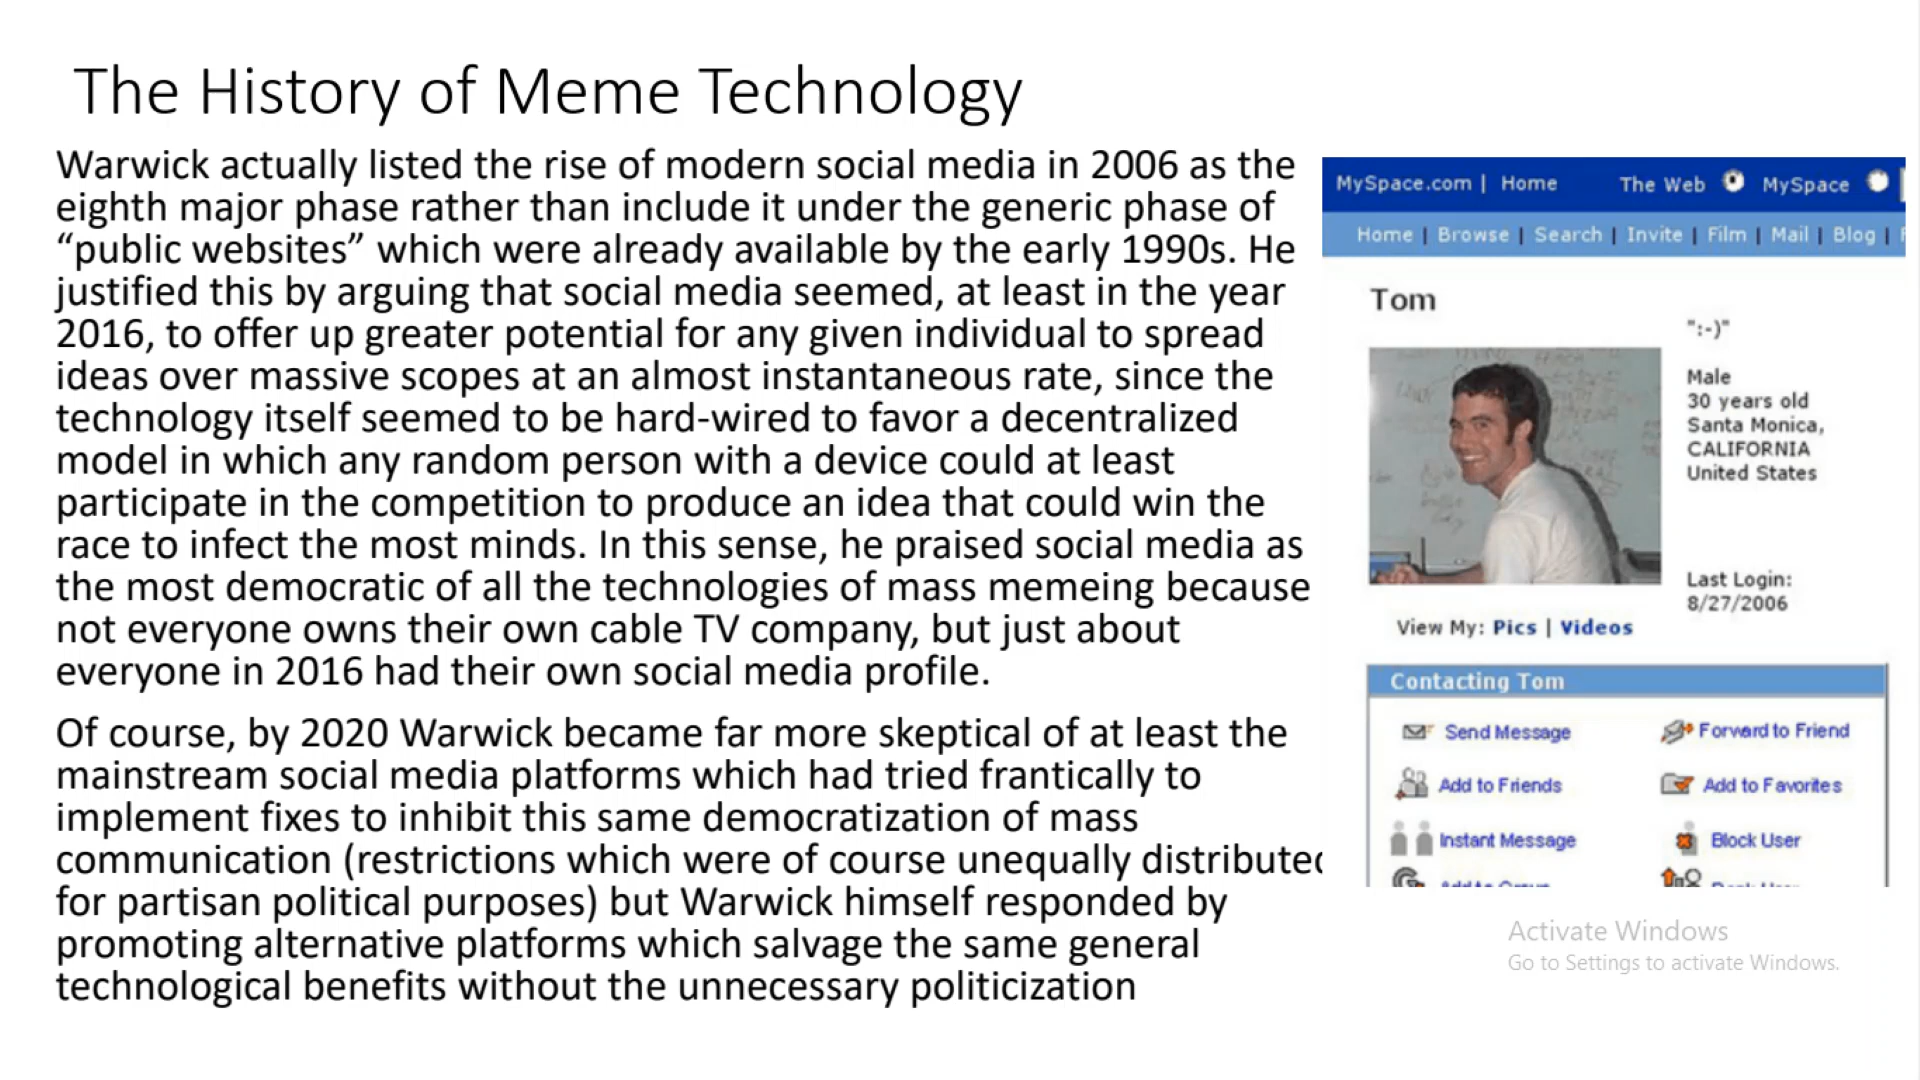 The History of Meme Technology
Warwick actually listed the rise of modern social media in 2006 as the
eighth major phase rather than include it under the generic phase of
“public websites” which were already available by the early 1990s. He
justified this by arguing that social media seemed, at least in the year
2016, to offer up greater potential for any given individual to spread
ideas over massive scopes at an almost instantaneous rate, since the
technology itself seemed to be hard-wired to favor a decentralized
model in which any random person with a device could at least
participate in the competition to produce an idea that could win the
race to infect the most minds. In this sense, he praised social media as
the most democratic of all the technologies of mass memeing because
not everyone owns their own cable TV company, but just about
everyone in 2016 had their own social media profile.
Of course, by 2020 Warwick became far more skeptical of at least the
mainstream social media platforms which had tried frantically to
implement fixes to inhibit this same democratization of mass
communication (restrictions which were of course unequally distributed
for partisan political purposes) but Warwick himself responded by
promoting alternative platforms which salvage the same general
technological benefits without the unnecessary politicization
MySpace.com | Home The Web MySpace
Home | Browse | Search | Invite | Film | Mail | Blog |
Tom
":-)"
Male
30 years old
Santa Monica,
CALIFORNIA
United States
Last Login:
8/27/2006
View My: Pics | Videos
Contacting Tom
Send Message Forward to Friend
Add to Friends Add to Favorites
Instant Message Block User
Activate Windows
Go to Settings to activate Windows.